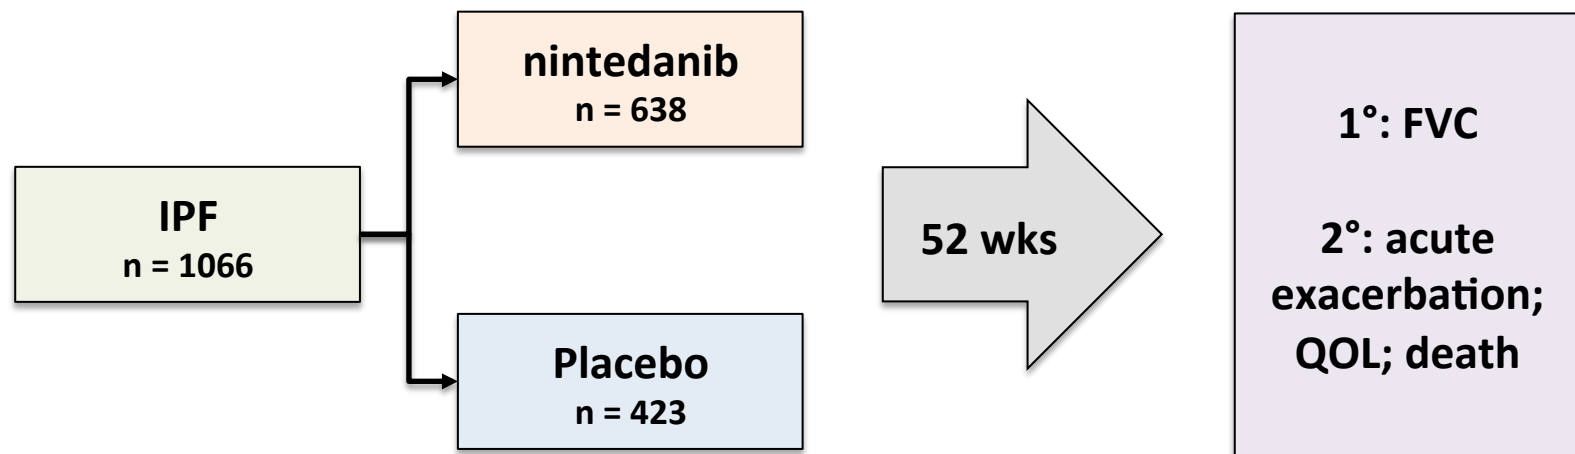 IPF
n = 1066
nintedanib
n = 638
Placebo
n = 423
52 wks
1°: FVC
2°: acute
exacerbation;
QOL; death